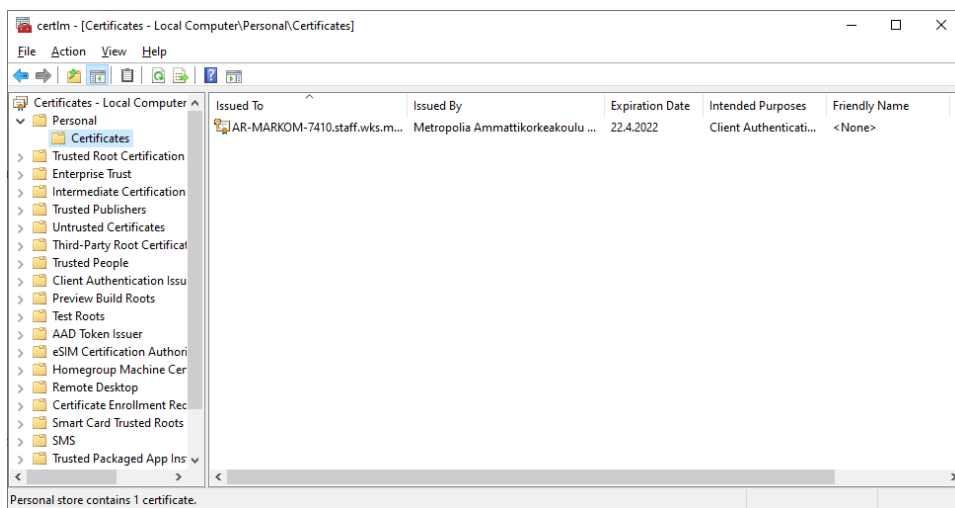 certlm - [Certificates - Local Computer\Personal\Certificates]
File Action View Help
Certificates - Local Computer
Personal
Certificates
Trusted Root Certification
Enterprise Trust
Intermediate Certification
Trusted Publishers
Untrusted Certificates
Third-Party Root Certificat
Trusted People
Client Authentication Issu
Preview Build Roots
Test Roots
AAD Token Issuer
eSIM Certification Authori
Homegroup Machine Cer
Remote Desktop
Certificate Enrollment Rec
Smart Card Trusted Roots
SMS
Trusted Packaged App Ins
Issued To Issued By Expiration Date Intended Purposes Friendly Name
AR-MARKOM-7410.staff.wks.m... Metropolia Ammattikorkeakoulu ... 22.4.2022 Client Authenticati... <None>
Personal store contains 1 certificate.